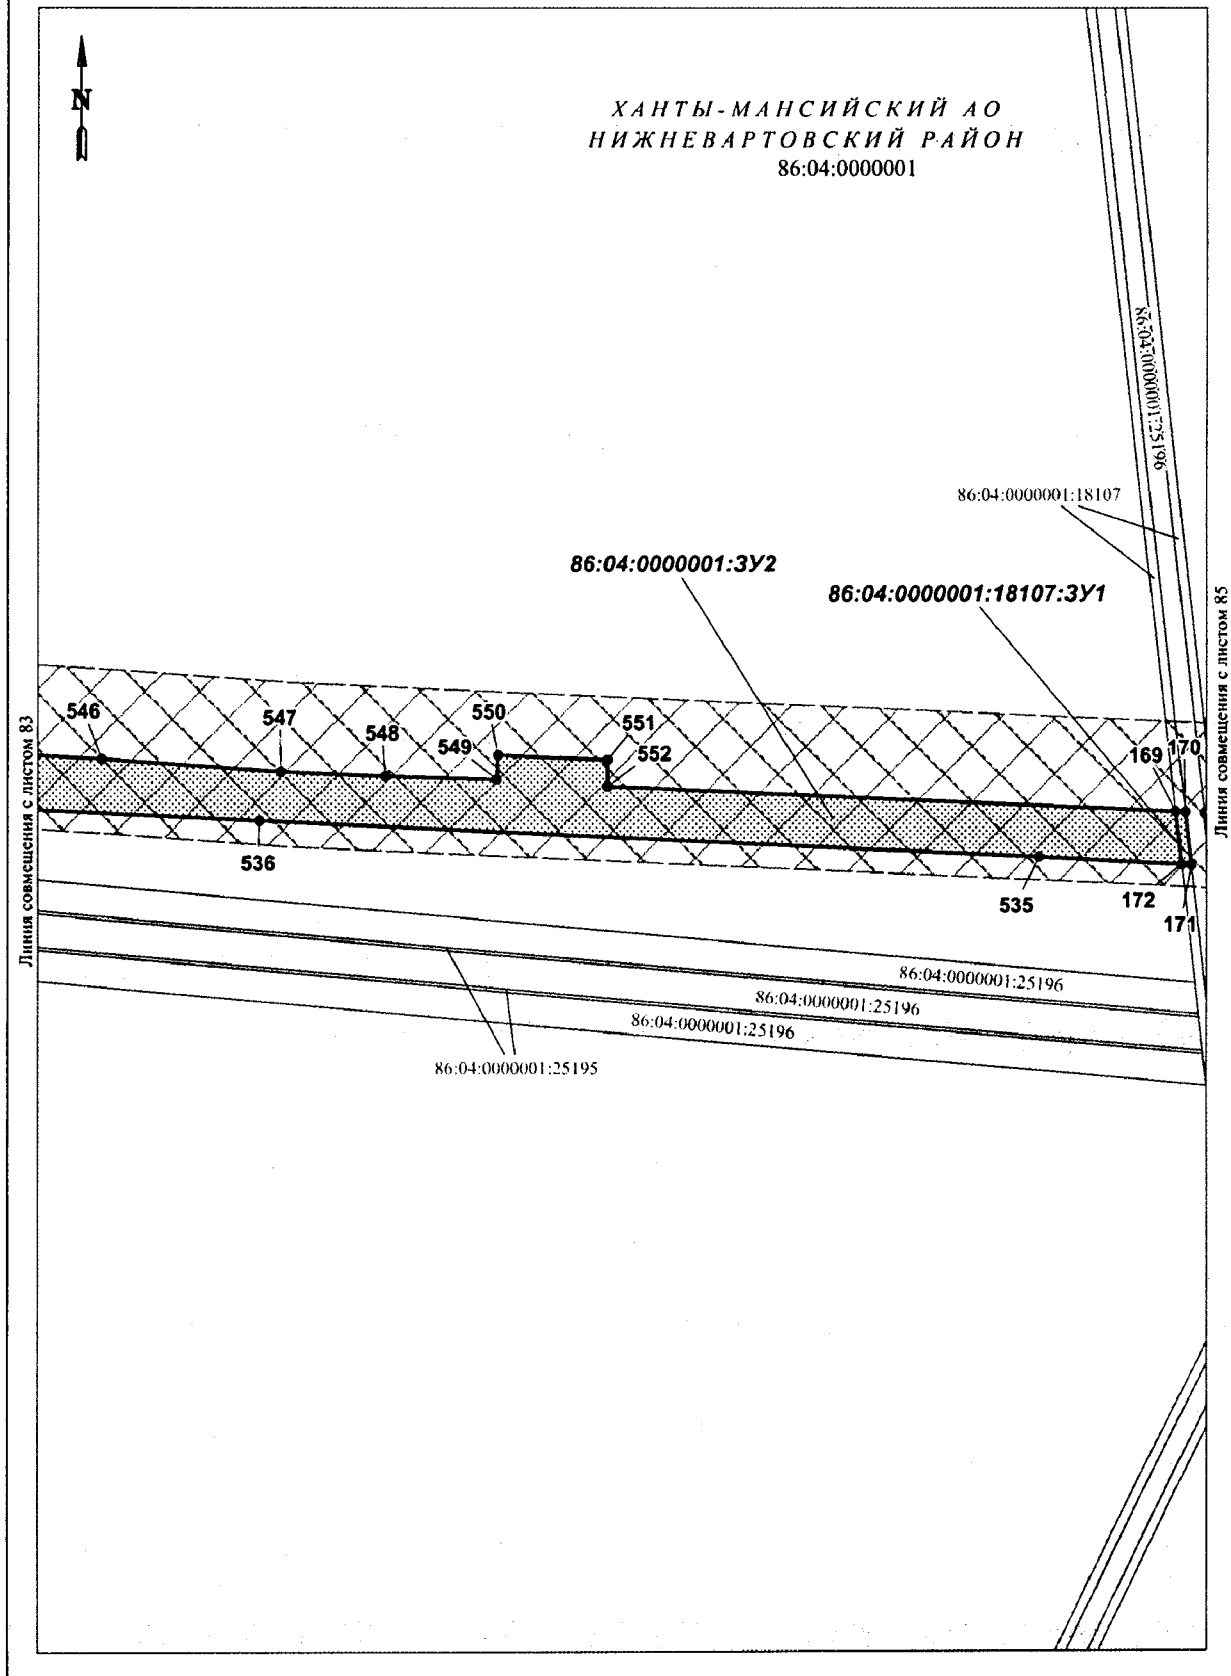 N
ХАНТЫ-МАНСИЙСКИЙ АО
НИЖНЕВАРТОВСКИЙ РАЙОН
86:04:0000001
86:04:0000001:25196
86:04:0000001:18107
86:04:0000001:ЗУ2
86:04:0000001:18107:ЗУ1
Линия совмещения с листом 83
Линия совмещения с листом 85
546
547
548
549
550
551
552
169
170
536
535
172
171
86:04:0000001:25196
86:04:0000001:25196
86:04:0000001:25196
86:04:0000001:25195